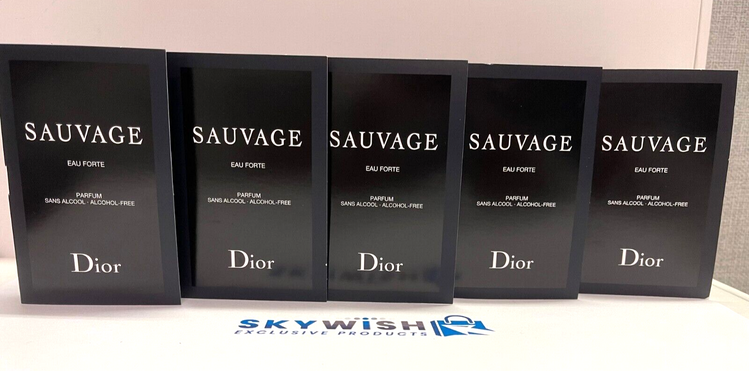 SAUVAGE
EAU FORTE
PARFUM
SANS ALCOOL · ALCOHOL-FREE
Dior
SAUVAGE
EAU FORTE
PARFUM
SANS ALCOOL · ALCOHOL-FREE
Dior
SAUVAGE
EAU FORTE
PARFUM
SANS ALCOOL · ALCOHOL-FREE
Dior
SAUVAGE
EAU FORTE
PARFUM
SANS ALCOOL · ALCOHOL-FREE
Dior
SAUVAGE
EAU FORTE
PARFUM
SANS ALCOOL · ALCOHOL-FREE
Dior
SKYWISH
EXCLUSIVE PRODUCTS